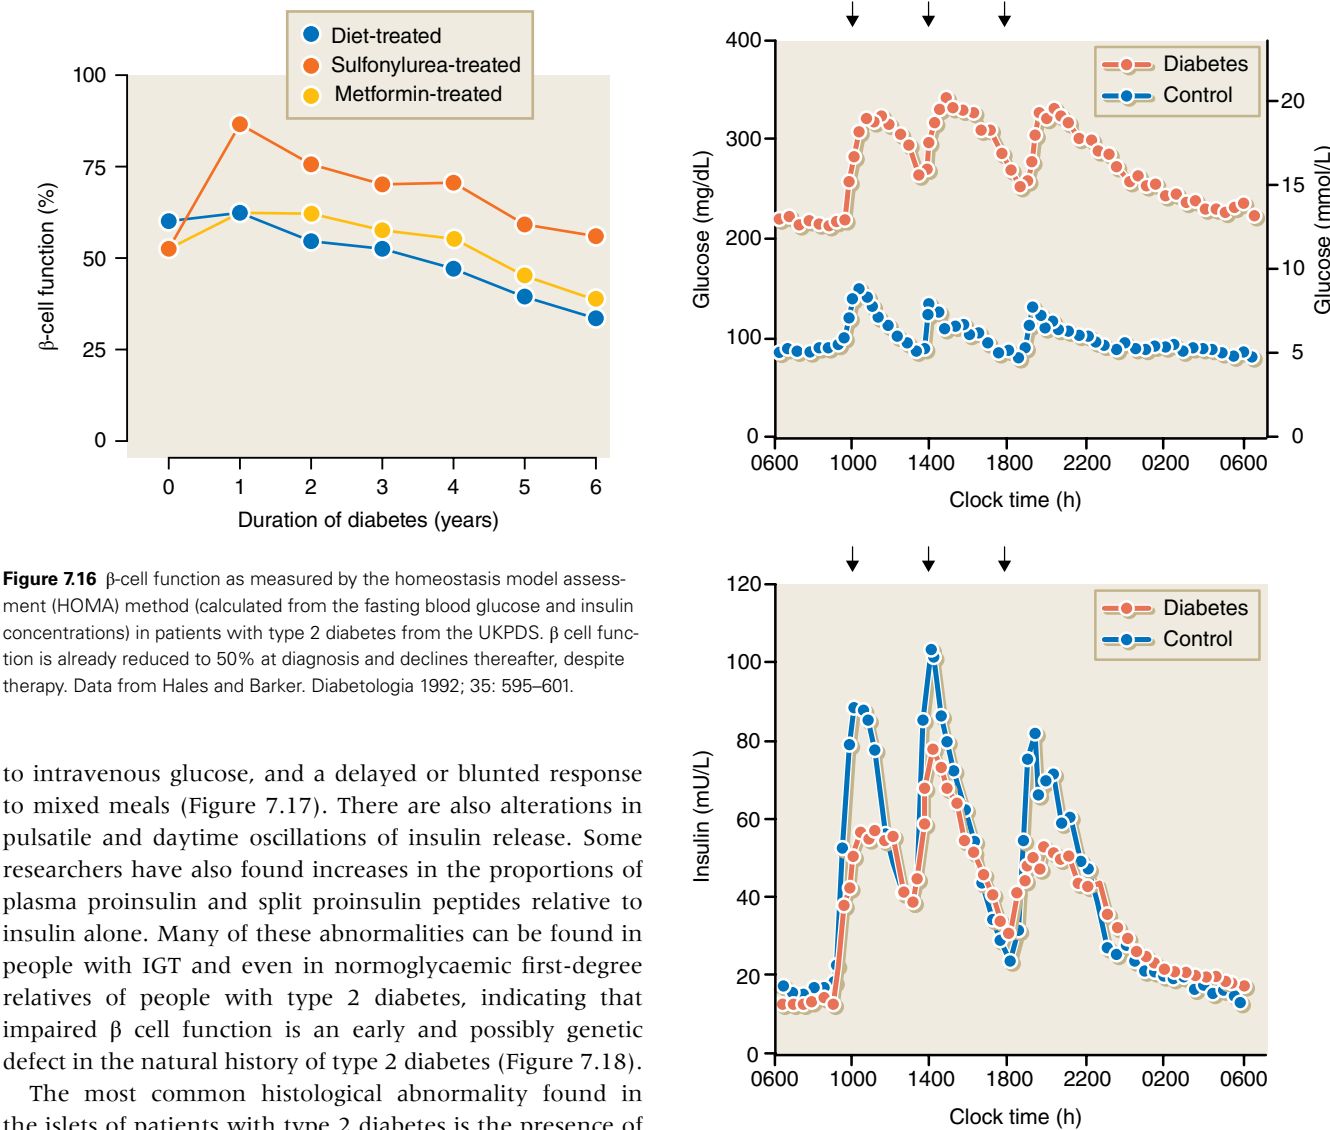 Diet-treated
Sulfonylurea-treated
Metformin-treated
100
75
50
25
0
β-cell function (%)
0 1 2 3 4 5 6
Duration of diabetes (years)
Figure 7.16 β-cell function as measured by the homeostasis model assess-
ment (HOMA) method (calculated from the fasting blood glucose and insulin
concentrations) in patients with type 2 diabetes from the UKPDS. β cell func-
tion is already reduced to 50% at diagnosis and declines thereafter, despite
therapy. Data from Hales and Barker. Diabetologia 1992; 35: 595–601.
to intravenous glucose, and a delayed or blunted response
to mixed meals (Figure 7.17). There are also alterations in
pulsatile and daytime oscillations of insulin release. Some
researchers have also found increases in the proportions of
plasma proinsulin and split proinsulin peptides relative to
insulin alone. Many of these abnormalities can be found in
people with IGT and even in normoglycaemic first-degree
relatives of people with type 2 diabetes, indicating that
impaired β cell function is an early and possibly genetic
defect in the natural history of type 2 diabetes (Figure 7.18).
The most common histological abnormality found in
the islets of patients with type 2 diabetes is the presence of
400
300
200
100
0
Glucose (mg/dL)
Diabetes
Control
20
15
10
5
0
Glucose (mmol/L)
0600 1000 1400 1800 2200 0200 0600
Clock time (h)
120
100
80
60
40
20
0
Insulin (mU/L)
Diabetes
Control
0600 1000 1400 1800 2200 0200 0600
Clock time (h)